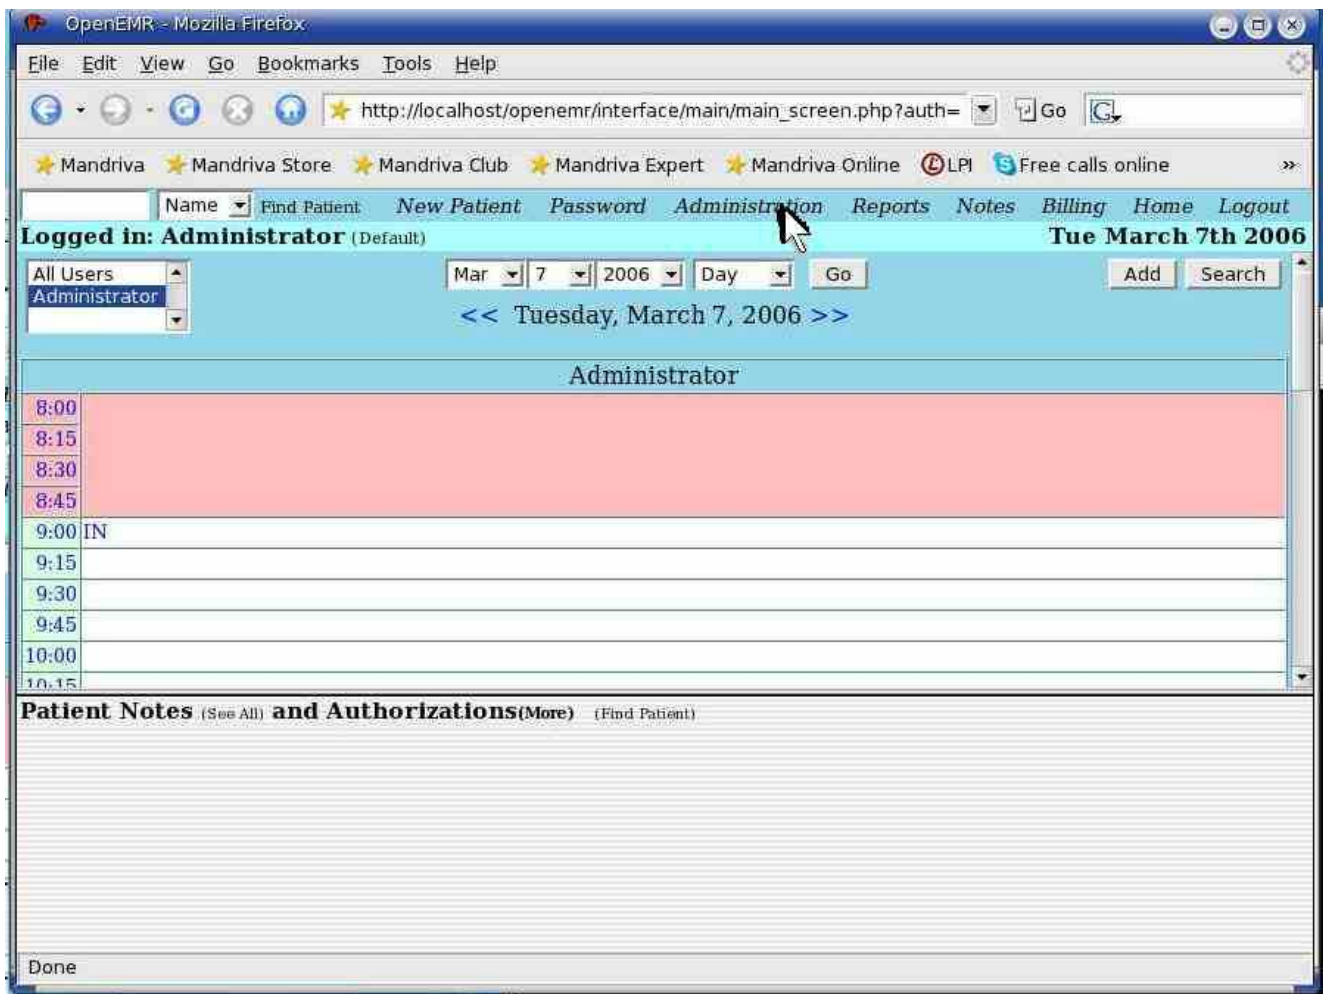 OpenEMR - Mozilla Firefox
File Edit View Go Bookmarks Tools Help
http://localhost/openemr/interface/main/main_screen.php?auth= Go G
Mandriva Mandriva Store Mandriva Club Mandriva Expert Mandriva Online LPI Free calls online »
Name Find Patient New Patient Password Administration Reports Notes Billing Home Logout
Logged in: Administrator (Default) Tue March 7th 2006
All Users Mar 7 2006 Day Go Add Search
Administrator
<< Tuesday, March 7, 2006 >>
Administrator
8:00
8:15
8:30
8:45
9:00 IN
9:15
9:30
9:45
10:00
10:15
Patient Notes (See All) and Authorizations(More) (Find Patient)
Done